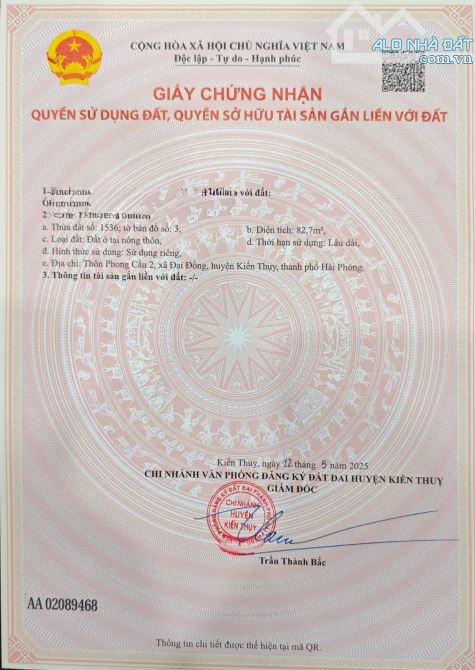 ALO NHÀ ĐẤT
.com.vn
CỘNG HÒA XÃ HỘI CHỦ NGHĨA VIỆT NAM
Độc lập - Tự do - Hạnh phúc
GIẤY CHỨNG NHẬN
QUYỀN SỬ DỤNG ĐẤT, QUYỀN SỞ HỮU TÀI SẢN GẮN LIỀN VỚI ĐẤT
1. với đất:
2.
a. Thửa đất số: 1536; tờ bản đồ số: 3, b. Diện tích: 82,7m²,
c. Loại đất: Đất ở tại nông thôn, d. Thời hạn sử dụng: Lâu dài,
đ. Hình thức sử dụng: Sử dụng riêng,
e. Địa chỉ: Thôn Phong Cầu 2, xã Đại Đồng, huyện Kiến Thụy, thành phố Hải Phòng.
3. Thông tin tài sản gắn liền với đất: -/-
Kiến Thụy, ngày 12 tháng 5 năm 2025
CHI NHÁNH VĂN PHÒNG ĐĂNG KÝ ĐẤT ĐAI HUYỆN KIẾN THỤY
GIÁM ĐỐC
CHI NHÁNH
HUYỆN
KIẾN THỤY
Trần Thành Bắc
AA 02089468
Thông tin chi tiết được thể hiện tại mã QR.